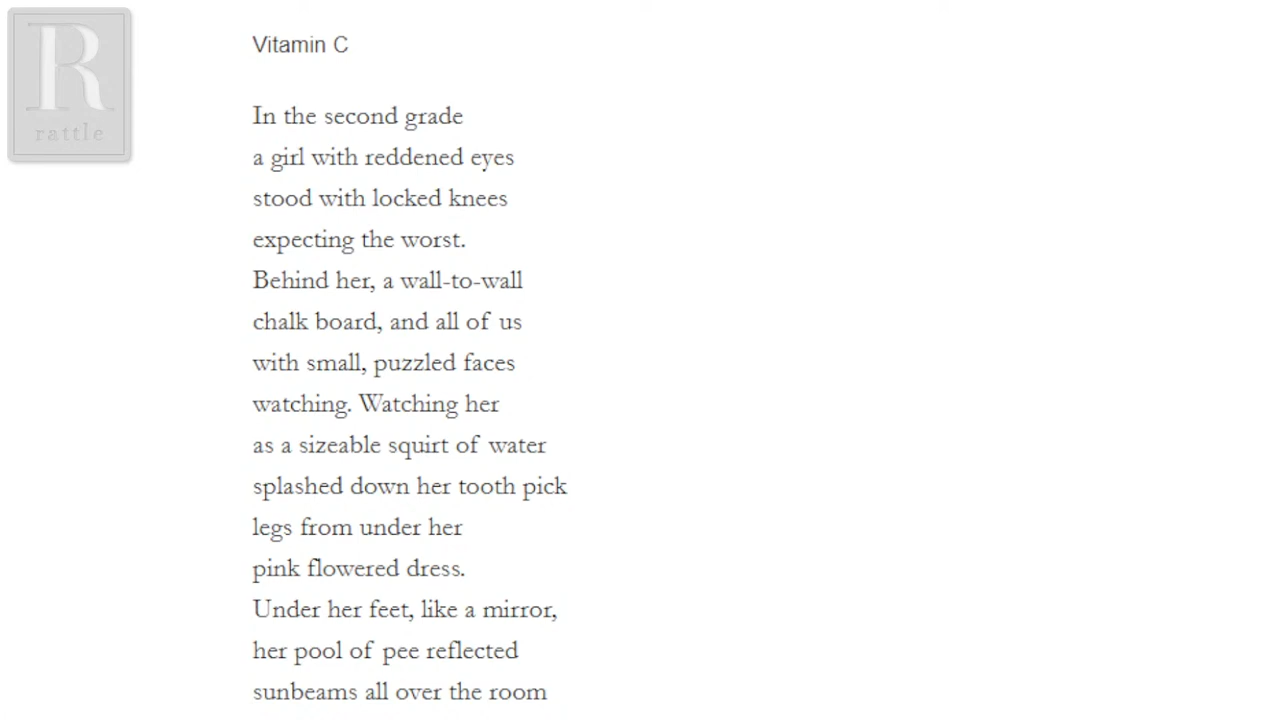 R
rattle
Vitamin C
In the second grade
a girl with reddened eyes
stood with locked knees
expecting the worst.
Behind her, a wall-to-wall
chalk board, and all of us
with small, puzzled faces
watching. Watching her
as a sizeable squirt of water
splashed down her tooth pick
legs from under her
pink flowered dress.
Under her feet, like a mirror,
her pool of pee reflected
sunbeams all over the room